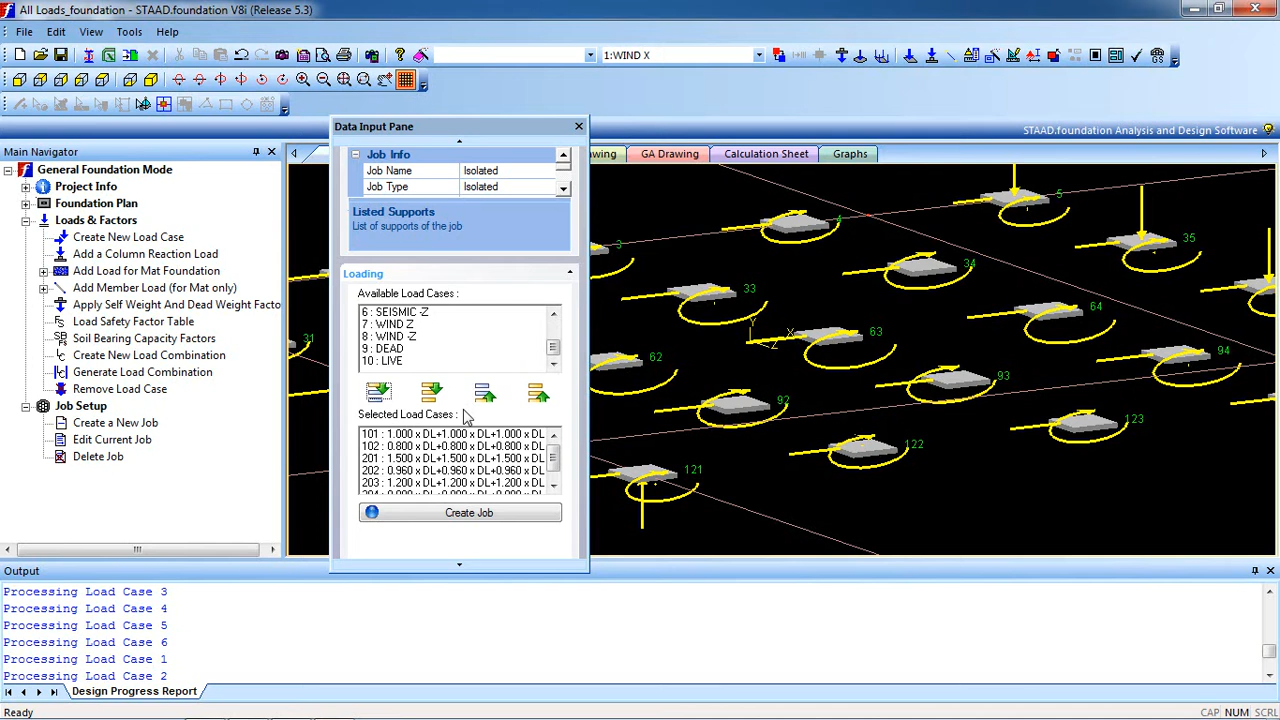 All Loads_foundation - STAAD.foundation V8i (Release 5.3)
File Edit View Tools Help
1:WIND X
STAAD.foundation Analysis and Design Software
Main Navigator
General Foundation Mode
Project Info
Foundation Plan
Loads & Factors
Create New Load Case
Add a Column Reaction Load
Add Load for Mat Foundation
Add Member Load (for Mat only)
Apply Self Weight And Dead Weight Facto
Load Safety Factor Table
Soil Bearing Capacity Factors
Create New Load Combination
Generate Load Combination
Remove Load Case
Job Setup
Create a New Job
Edit Current Job
Delete Job
Data Input Pane
Job Info
Job Name Isolated
Job Type Isolated
Listed Supports
List of supports of the job
Loading
Available Load Cases :
6 : SEISMIC -Z
7 : WIND Z
8 : WIND -Z
9 : DEAD
10 : LIVE
Selected Load Cases :
101 : 1.000 x DL+1.000 x DL+1.000 x DL
102 : 0.800 x DL+0.800 x DL+0.800 x DL
201 : 1.500 x DL+1.500 x DL+1.500 x DL
202 : 0.960 x DL+0.960 x DL+0.960 x DL
203 : 1.200 x DL+1.200 x DL+1.200 x DL
Create Job
wing GA Drawing Calculation Sheet Graphs
5
4
35
3
34
33
64
31
63
94
62
93
92
123
122
121
Y
X
Z
Output
Processing Load Case 3
Processing Load Case 4
Processing Load Case 5
Processing Load Case 6
Processing Load Case 1
Processing Load Case 2
Design Progress Report
Ready
CAP NUM SCRL